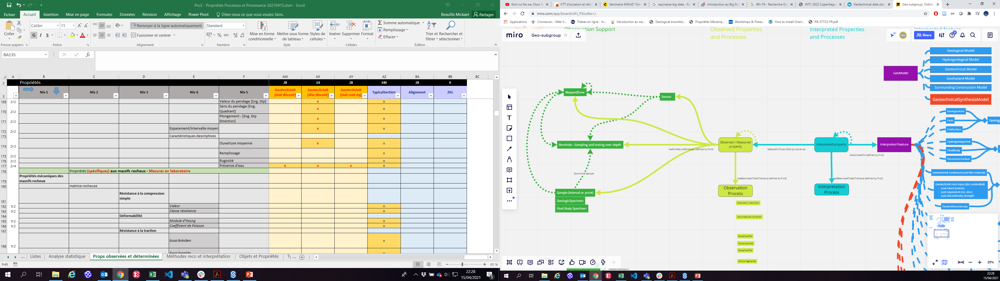 Pro3 - Propriétés Processus et Provenance 20210415.xlsm - Excel
Fichier Accueil Insertion Mise en page Formules Données Révision Affichage Power Pivot Dites-nous ce que vous voulez faire.. Beaufils Mickael Partager
Coller
Calibri 11
G I S
Renvoyer à la ligne automatiquement
Fusionner et centrer
Standard
% 000
Mise en forme conditionnelle
Mettre sous forme de tableau
Styles de cellules
Insérer Supprimer Format
Somme automatique
Remplissage
Effacer
Trier et filtrer
Rechercher et sélectionner
Presse-papiers Police Alignement Nombre Style Cellules Édition
BA135 fx
A B C D E F AW AX AY AZ BA BB BC
2 Propriétés 28 14 28 340 28 0
3 Niv 1 Niv 2 Niv 3 Niv 4 Niv 5 GeotechUnit (mat discont) GeotechUnit (disc discont) GeotechUnit (mat cont eq) TypicalSection Alignment ZIG
169 2/2 Valeur du pendage [Eng. Dip] x x
170 2/2 Sens du pendage [Eng. Quadrant] x x
171 2/2 Plongement - [Eng. Dip Direction] x x
172 2/2 Espacement/Intervalle moyen x x
173 Caractéristiques descriptives
174 2/2 Ouverture moyenne x x
175 2/2 Remplissage x
176 2/2 Rugosité x
177 2/4 Présence d'eau x x x x
178 Propriétés (spécifiques) aux massifs rocheux - Mesures en laboratoire
179 Propriétés mécaniques des massifs rocheux
180 matrice rocheuse
181 Résistance à la compression simple
182 1/2 Valeur x
183 1/2 Classe résistance x
184 Déformabilité
185 1/2 Module d'Young x
186 1/2 Coefficient de Poisson x
187 Résistance à la traction
188 1/2 Essai Brésilien x
Essai Franklin
... Listes Analyse statistique Props observées et déterminées Méthodes reco et interprétation Objets et Propriétés Ty ...
Prêt 80 %
22:28
15/04/2021
Kimi no Na wa. (Your N
VTT d'occasion et vélo
Séminaire MINnD "Intr
espinasse big data - Re
Introduction au Big Dat
89+74 - Recherche Goo
WTC 2022 Copenhagen
Geotechnical data stan
Geo-subgroup, Online
miro.com/app/board/o9J_lTkLo8w=/
Applications
Connexion - Web-S...
Thèses en ligne - In...
Introduction au we...
Geological knowled...
Propriétés Mécaniq...
Workshops & Prese...
How to Install Oracl...
RR-37722-FR.pdf
miro Geo-subgroup
Share
Observation Support
Observed Properties
and Processes
Interpreted Properties
and Processes
Interpreted feature
Geological Model
Hydrogeological Model
Geotechnical Model
Geohazard Model
Surrounding Construction Model
GeotechnicalSynthesisModel
GeoModel
MappedZone
Sensor
GeologicalUnit
Fault
FoldSurface
Geology
HydrogeologicUnit
FluidBody
PiezometricSurface
Borehole : Sampling and testing over depth
hasForFeatureOfInterest (defined by Pro3)
Observed / Measured
property
isBasedOnThose O&M (provenance)
Interpreted property
IsAssociatedTo (defined by Pro3)
Interpreted Feature
Downhole sample
hasBeenUsedToGetTheValue (defined by Pro3)
hasBeenUsedToGetTheValue (defined by Pro3)
GeotechUnit Continuum (soil like material)
GeotechUnit rock mass (disc-controlled)
• pset intact (matrix)
• pset equivalent (inc. disc)
• pset discontinuity strength
GeotechDiscontinuity
Sample (interval or point)
GeologicSpecimen
Fluid Body Specimen
Observation
Process
Interpretation
Process
Observation / description
value measured with sensor
GeotechLabTest
HydraulicLabTest
GeotechLabTest
Classical logging data
relatedObsSupport
25%
22:28
15/04/2021